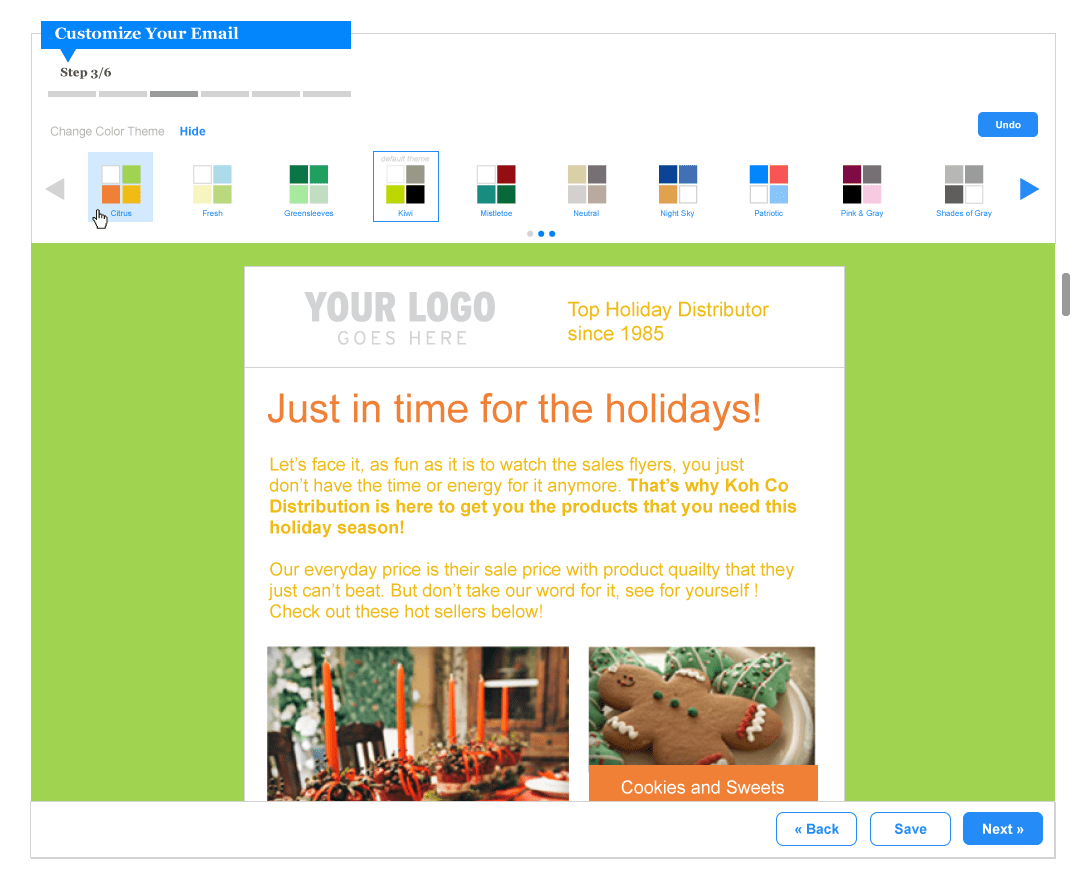 Customize Your Email
Step 3/6
Change Color Theme Hide
Undo
default theme
Citrus Fresh Greensleeves Kiwi Mistletoe Neutral Night Sky Patriotic Pink & Gray Shades of Gray
YOUR LOGO
GOES HERE
Top Holiday Distributor
since 1985
Just in time for the holidays!
Let’s face it, as fun as it is to watch the sales flyers, you just
don’t have the time or energy for it anymore. That’s why Koh Co
Distribution is here to get you the products that you need this
holiday season!
Our everyday price is their sale price with product quailty that they
just can’t beat. But don’t take our word for it, see for yourself !
Check out these hot sellers below!
Cookies and Sweets
« Back Save Next »